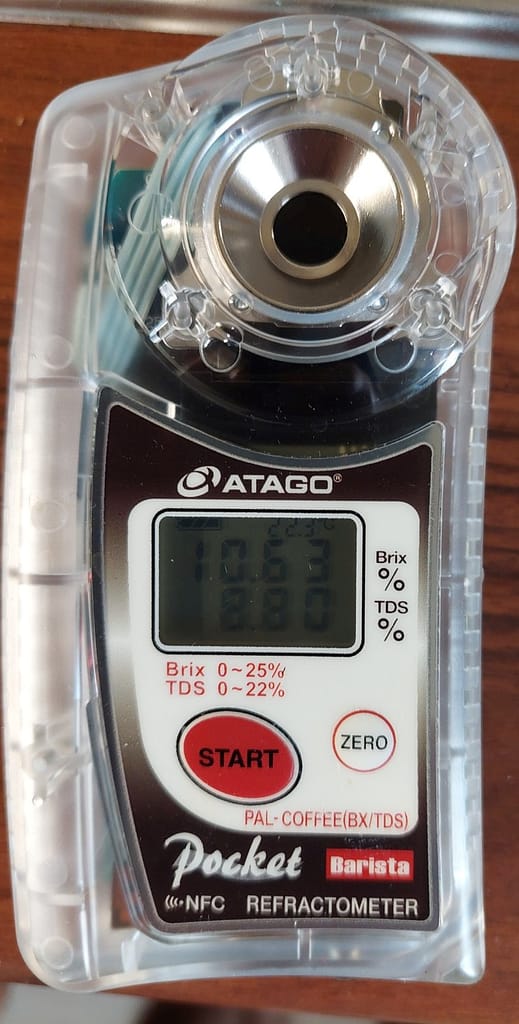 ATAGO®
22.3°C
10.63
8.80
Brix
%
TDS
%
Brix 0~25%
TDS 0~22%
START
ZERO
PAL-COFFEE(BX/TDS)
Pocket Barista
NFC REFRACTOMETER